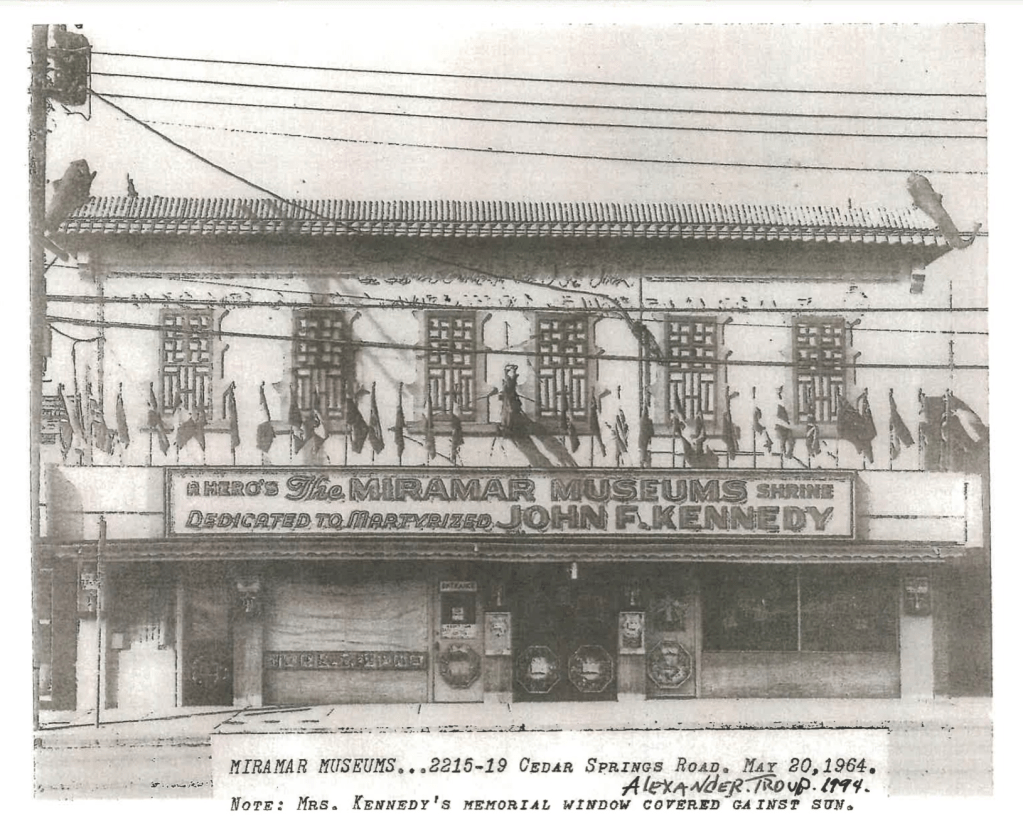 A HERO'S The MIRAMAR MUSEUMS SHRINE
DEDICATED TO MARTYRIZED JOHN F. KENNEDY
ENTRANCE
MIRAMAR MUSEUMS...2215-19 CEDAR SPRINGS ROAD. MAY 20,1964.
ALEXANDER.TROUP.1994.
NOTE: MRS. KENNEDY'S MEMORIAL WINDOW COVERED GAINST SUN.